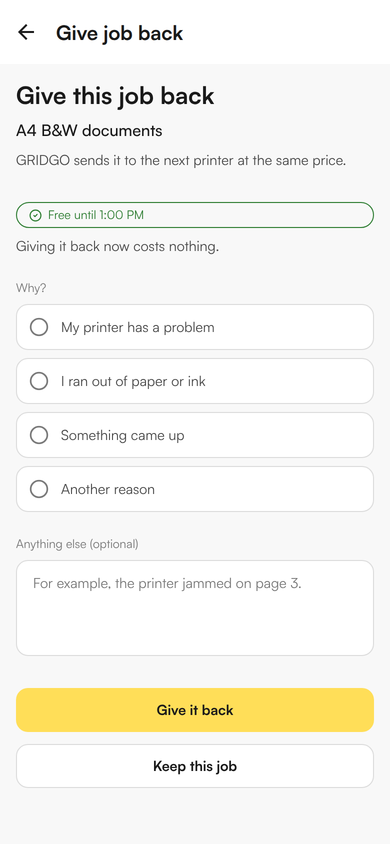 Give job back
Give this job back
A4 B&W documents
GRIDGO sends it to the next printer at the same price.
Free until 1:00 PM
Giving it back now costs nothing.
Why?
My printer has a problem
I ran out of paper or ink
Something came up
Another reason
Anything else (optional)
For example, the printer jammed on page 3.
Give it back
Keep this job